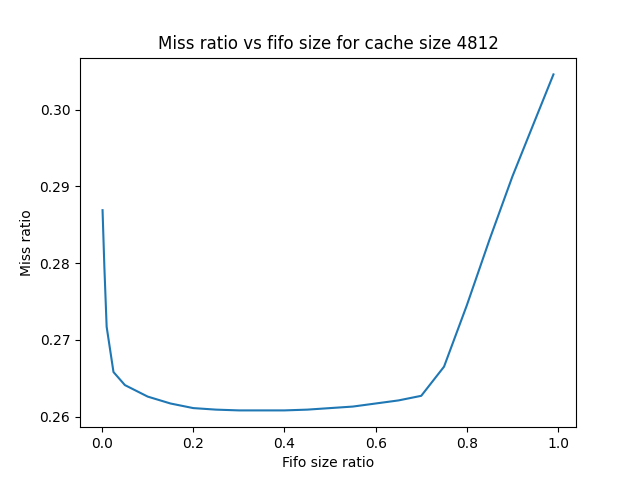 Miss ratio vs fifo size for cache size 4812
0.30
0.29
0.28
0.27
0.26
Miss ratio
0.0 0.2 0.4 0.6 0.8 1.0
Fifo size ratio